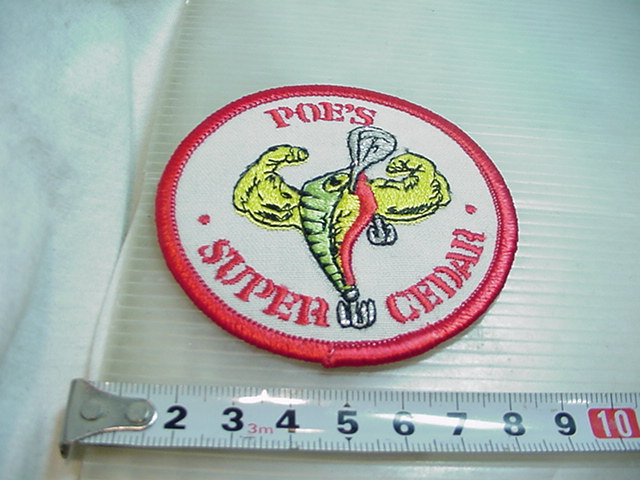 POE'S
• SUPER CEDAR •
2 3 3m 4 5 6 7 8 9 10